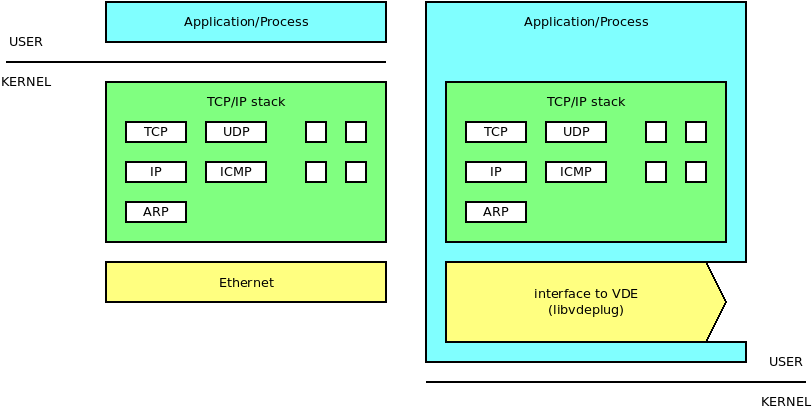 Application/Process
USER
KERNEL
TCP/IP stack
TCP UDP
IP ICMP
ARP
Ethernet
Application/Process
TCP/IP stack
TCP UDP
IP ICMP
ARP
interface to VDE
(libvdeplug)
USER
KERNEL